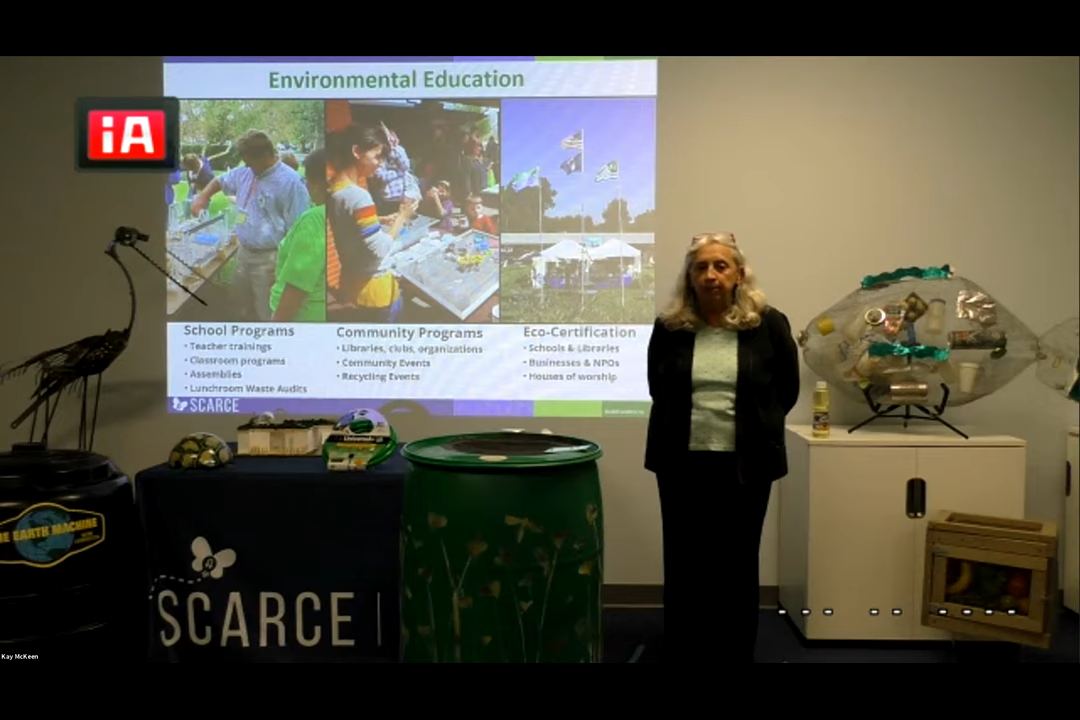 Environmental Education
iA
School Programs
• Teacher trainings
• Classroom programs
• Assemblies
• Lunchroom Waste Audits
Community Programs
• Libraries, clubs, organizations
• Community Events
• Recycling Events
Eco-Certification
• Schools & Libraries
• Businesses & NPOs
• Houses of worship
SCARCE
THE EARTH MACHINE
SCARCE
Kay McKeen